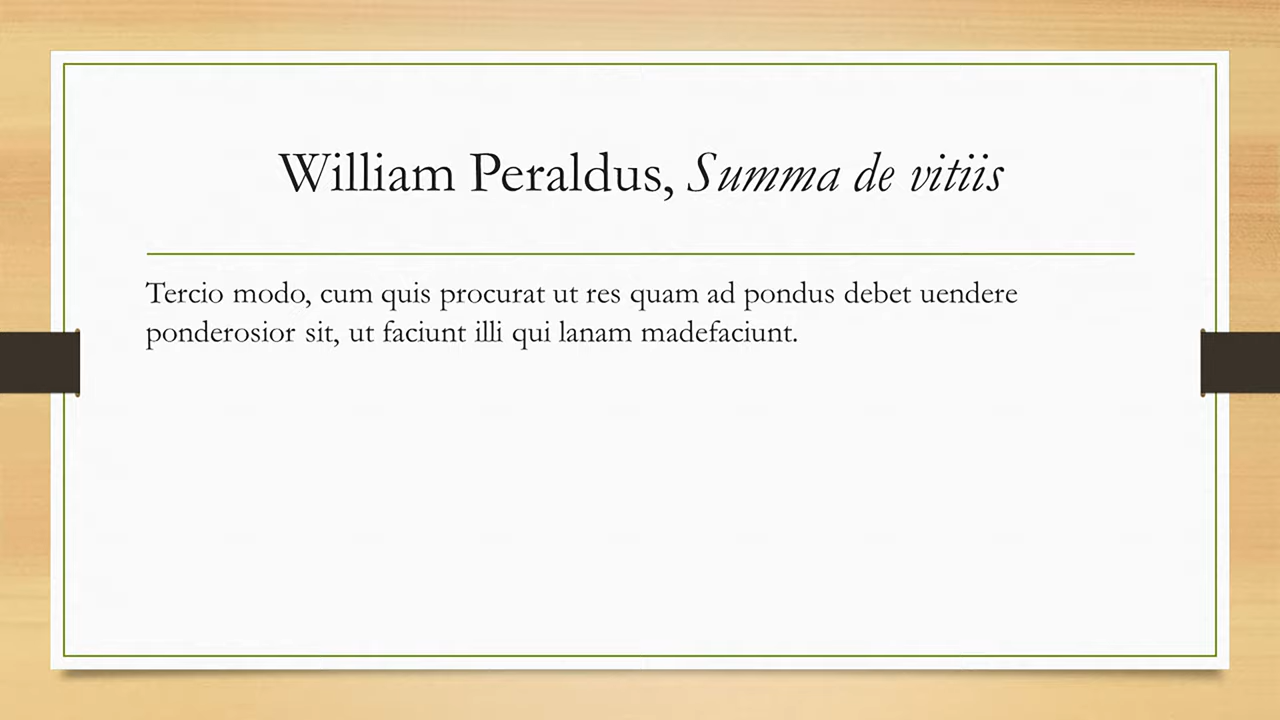 William Peraldus, Summa de vitiis
Tercio modo, cum quis procurat ut res quam ad pondus debet uendere
ponderosior sit, ut faciunt illi qui lanam madefaciunt.